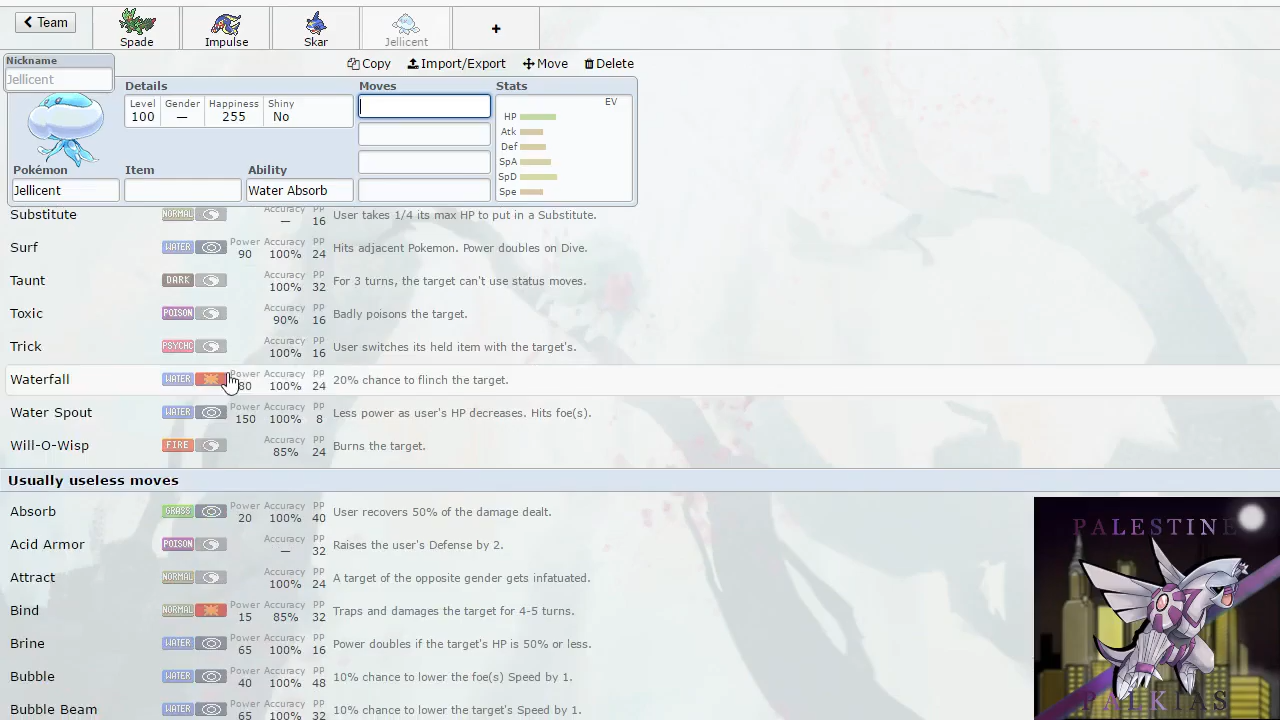 Team
Spade
Impulse
Skar
Jellicent
+
Nickname
Jellicent
Copy
Import/Export
Move
Delete
Details
Moves
Stats
Level
100
Gender
—
Happiness
255
Shiny
No
EV
HP
Atk
Def
SpA
SpD
Spe
Pokémon
Item
Ability
Jellicent
Water Absorb
Substitute NORMAL Accuracy — PP 16 User takes 1/4 its max HP to put in a Substitute.
Surf WATER Power 90 Accuracy 100% PP 24 Hits adjacent Pokemon. Power doubles on Dive.
Taunt DARK Accuracy 100% PP 32 For 3 turns, the target can't use status moves.
Toxic POISON Accuracy 90% PP 16 Badly poisons the target.
Trick PSYCHC Accuracy 100% PP 16 User switches its held item with the target's.
Waterfall WATER Power 80 Accuracy 100% PP 24 20% chance to flinch the target.
Water Spout WATER Power 150 Accuracy 100% PP 8 Less power as user's HP decreases. Hits foe(s).
Will-O-Wisp FIRE Accuracy 85% PP 24 Burns the target.
Usually useless moves
Absorb GRASS Power 20 Accuracy 100% PP 40 User recovers 50% of the damage dealt.
Acid Armor POISON Accuracy — PP 32 Raises the user's Defense by 2.
Attract NORMAL Accuracy 100% PP 24 A target of the opposite gender gets infatuated.
Bind NORMAL Power 15 Accuracy 85% PP 32 Traps and damages the target for 4-5 turns.
Brine WATER Power 65 Accuracy 100% PP 16 Power doubles if the target's HP is 50% or less.
Bubble WATER Power 40 Accuracy 100% PP 48 10% chance to lower the foe(s) Speed by 1.
Bubble Beam WATER Power 65 Accuracy 100% PP 32 10% chance to lower the target's Speed by 1.
PALESTINE
PALKIAS